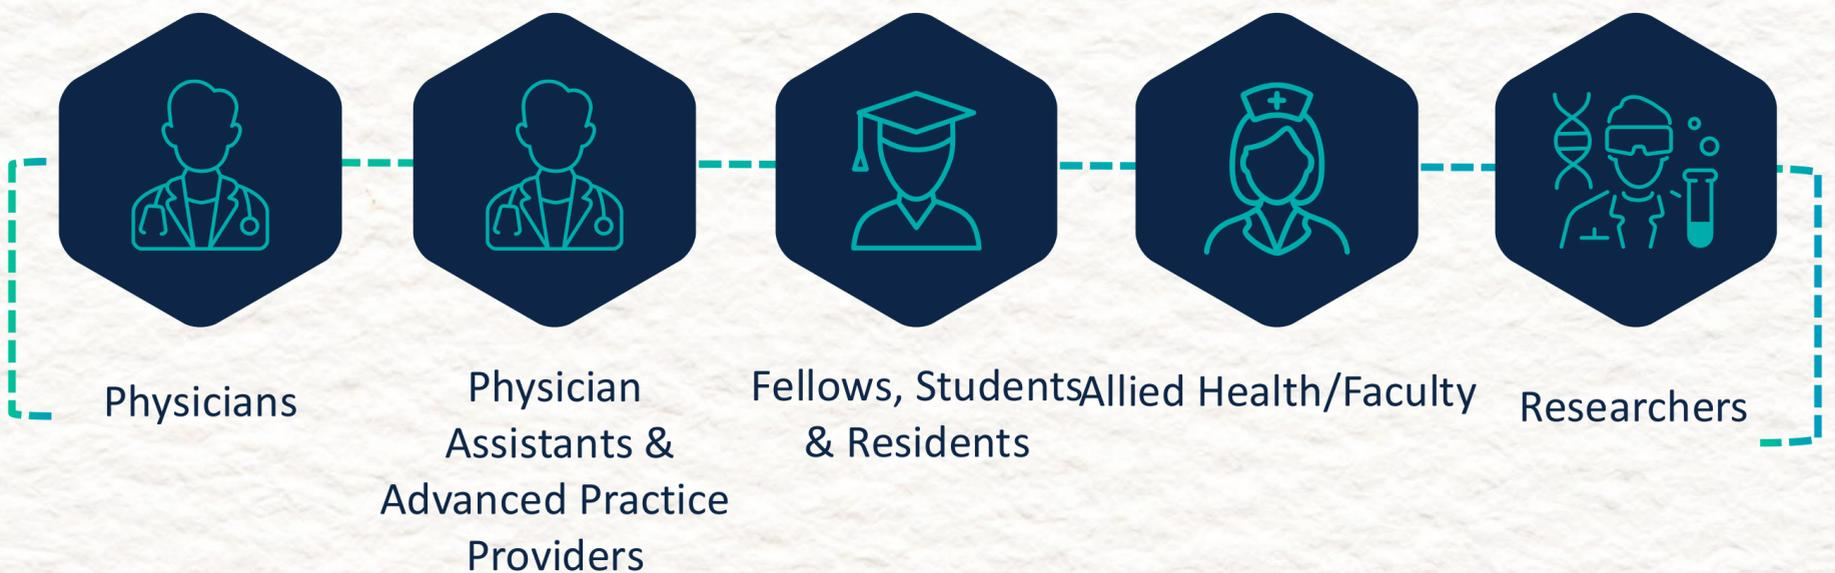 Physicians
Physician
Assistants &
Advanced Practice
Providers
Fellows, Students
& Residents
Allied Health/Faculty
Researchers